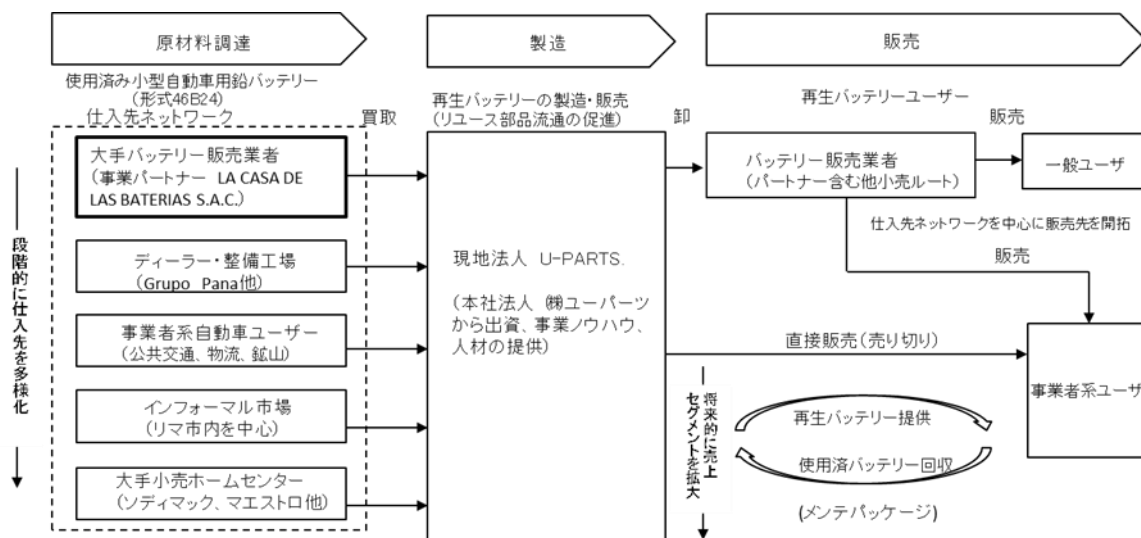 原材料調達
製造
販売
使用済み小型自動車用鉛バッテリー
(形式46B24)
仕入先ネットワーク
買取
再生バッテリーの製造・販売
(リユース部品流通の促進)
卸
再生バッテリーユーザー
販売
大手バッテリー販売業者
(事業パートナー LA CASA DE
LAS BATERIAS S.A.C.)
ディーラー・整備工場
(Grupo Pana他)
事業者系自動車ユーザー
(公共交通、物流、鉱山)
インフォーマル市場
(リマ市内を中心)
大手小売ホームセンター
(ソディマック、マエストロ他)
段階的に仕入先を多様化
現地法人 U-PARTS.
(本社法人 ㈱ユーパーツ
から出資、事業ノウハウ、
人材の提供)
バッテリー販売業者
(パートナー含む他小売ルート)
一般ユーザ
仕入先ネットワークを中心に販売先を開拓
販売
直接販売(売り切り)
事業者系ユーザ
将来的に売上
セグメントを拡大
再生バッテリー提供
使用済バッテリー回収
(メンテパッケージ)